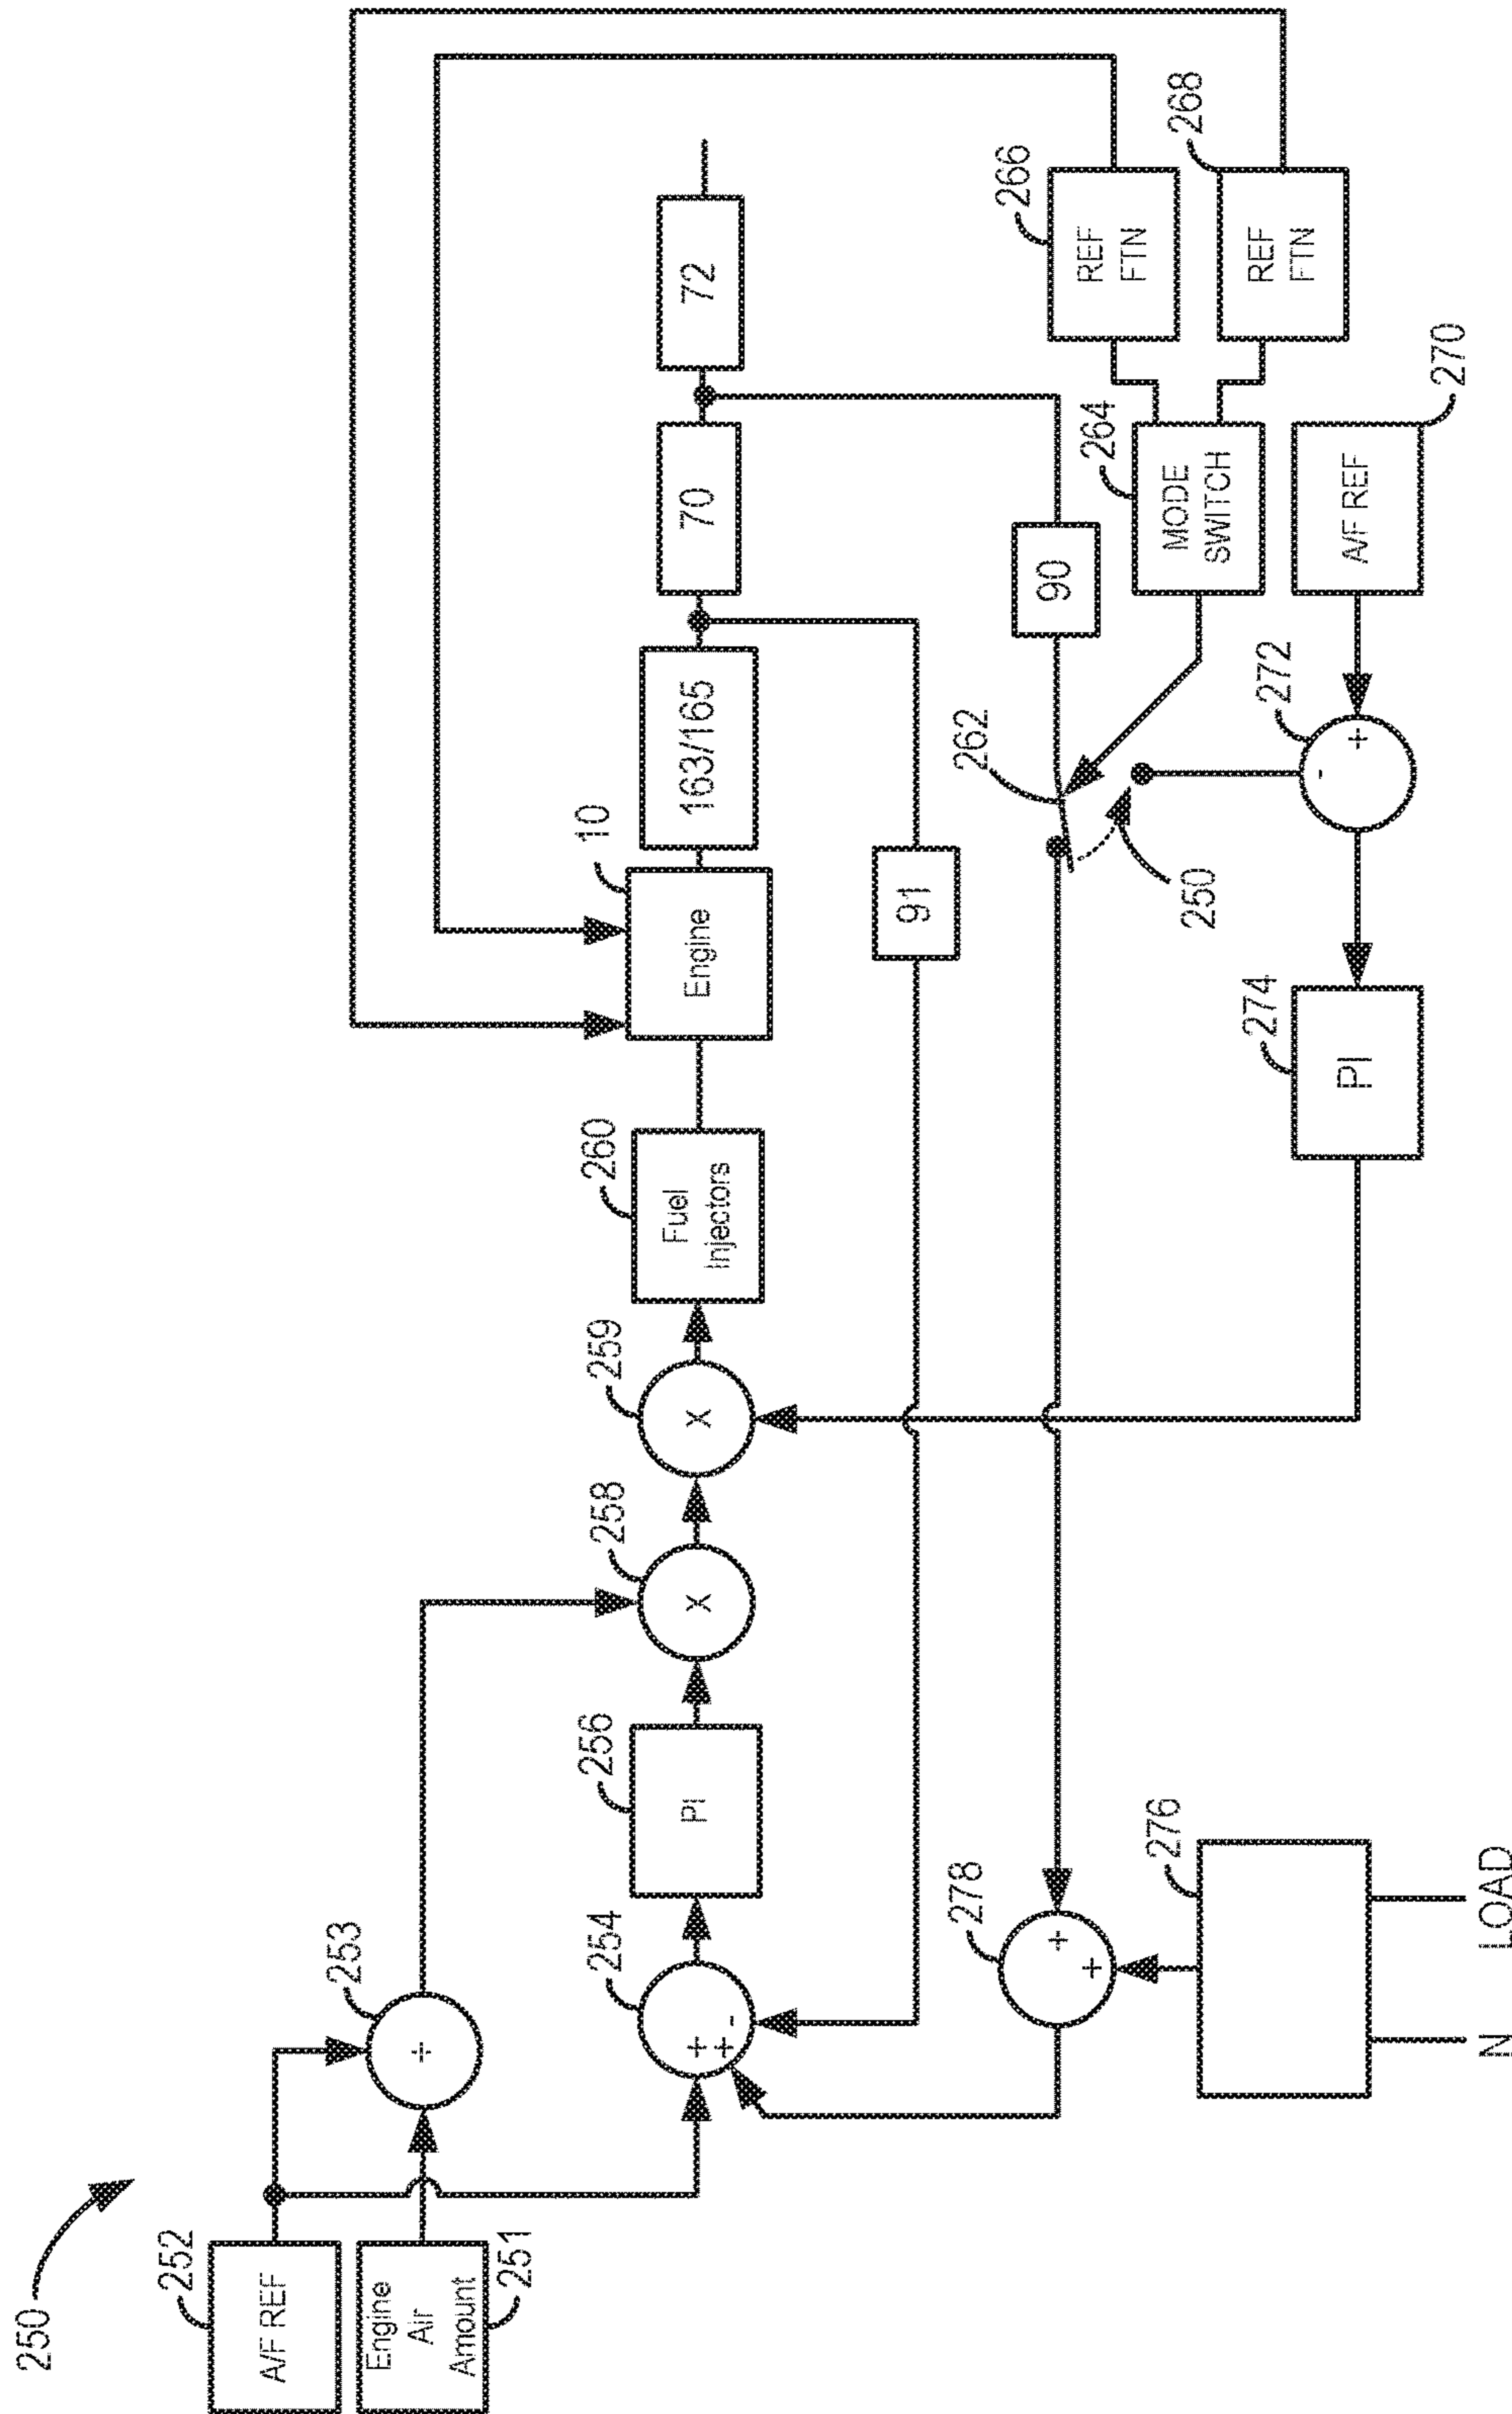 250
252
A/F REF
Engine
Air
Amount
251
253
÷
254
+
+
-
256
PI
258
X
259
X
260
Fuel
Injectors
10
Engine
163/165
70
72
91
90
262
250
264
MODE
SWITCH
266
REF
FTN
268
REF
FTN
270
A/F REF
272
+
-
274
PI
278
+
+
276
N
LOAD